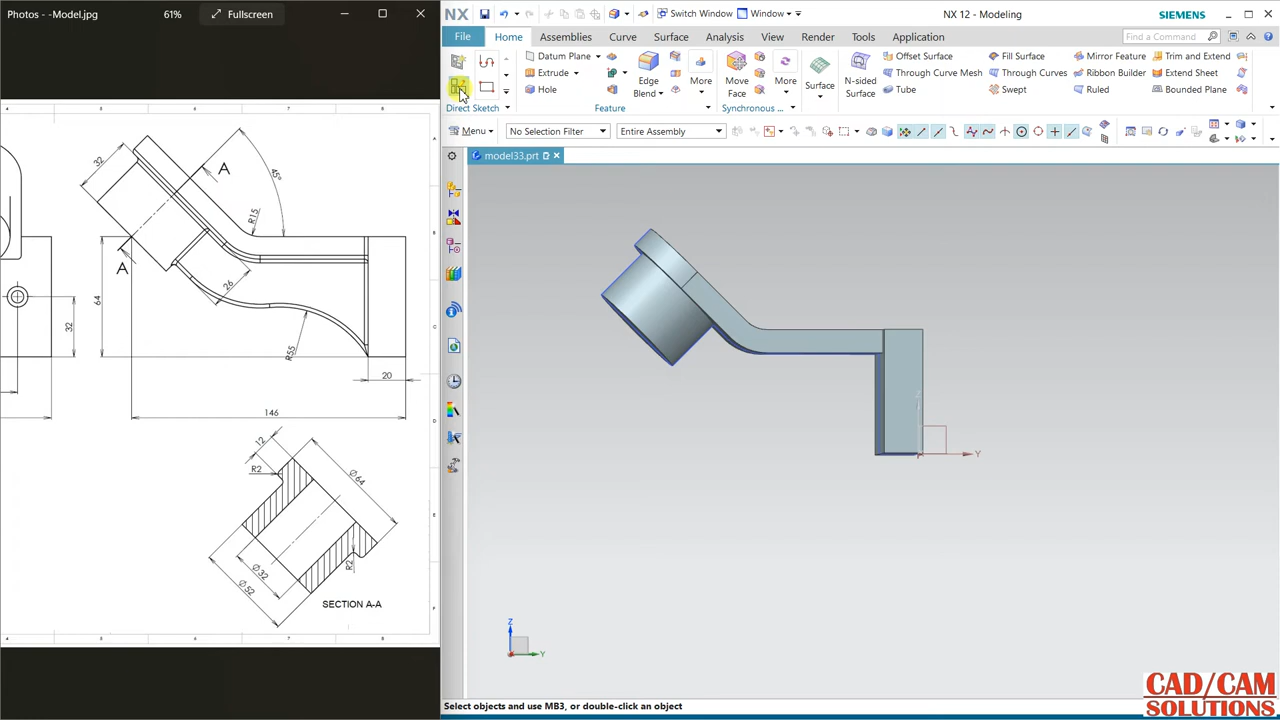 Photos - -Model.jpg
61%
Fullscreen
NX
Switch Window
Window
NX 12 - Modeling
SIEMENS
File
Home
Assemblies
Curve
Surface
Analysis
View
Render
Tools
Application
Find a Command
Datum Plane
Extrude
Hole
Edge
Blend
More
Move
Face
More
Surface
Offset Surface
Through Curve Mesh
Tube
N-sided
Surface
Fill Surface
Through Curves
Swept
Mirror Feature
Ribbon Builder
Ruled
Trim and Extend
Extend Sheet
Bounded Plane
Direct Sketch
Feature
Synchronous ...
Menu
No Selection Filter
Entire Assembly
model33.prt
32
A
45°
R15
A
64
26
32
R55
20
146
12
R2
Ø64
Ø32
Ø52
R2
SECTION A-A
Y
Z
Y
Select objects and use MB3, or double-click an object
CAD/CAM
SOLUTIONS